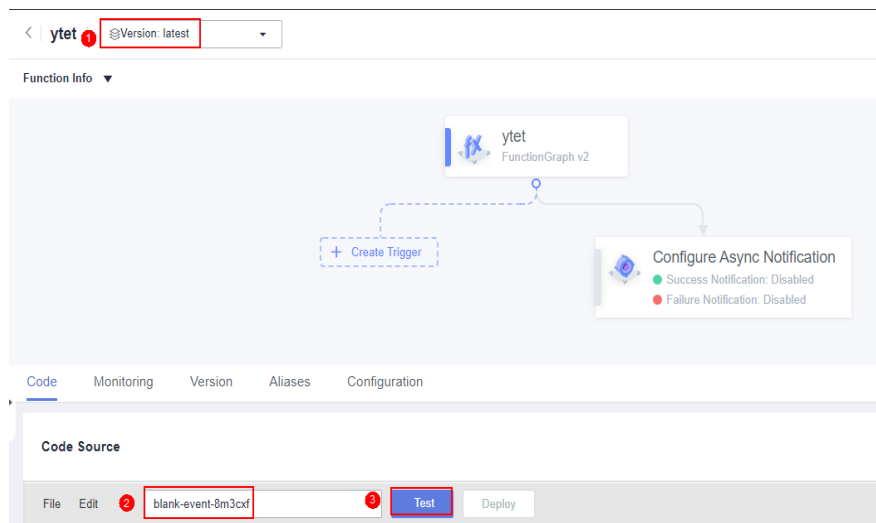 ytet 1 Version: latest
Function Info
ytet
FunctionGraph v2
+ Create Trigger
Configure Async Notification
Success Notification: Disabled
Failure Notification: Disabled
Code Monitoring Version Aliases Configuration
Code Source
File Edit 2 blank-event-8m3cxf 3 Test Deploy